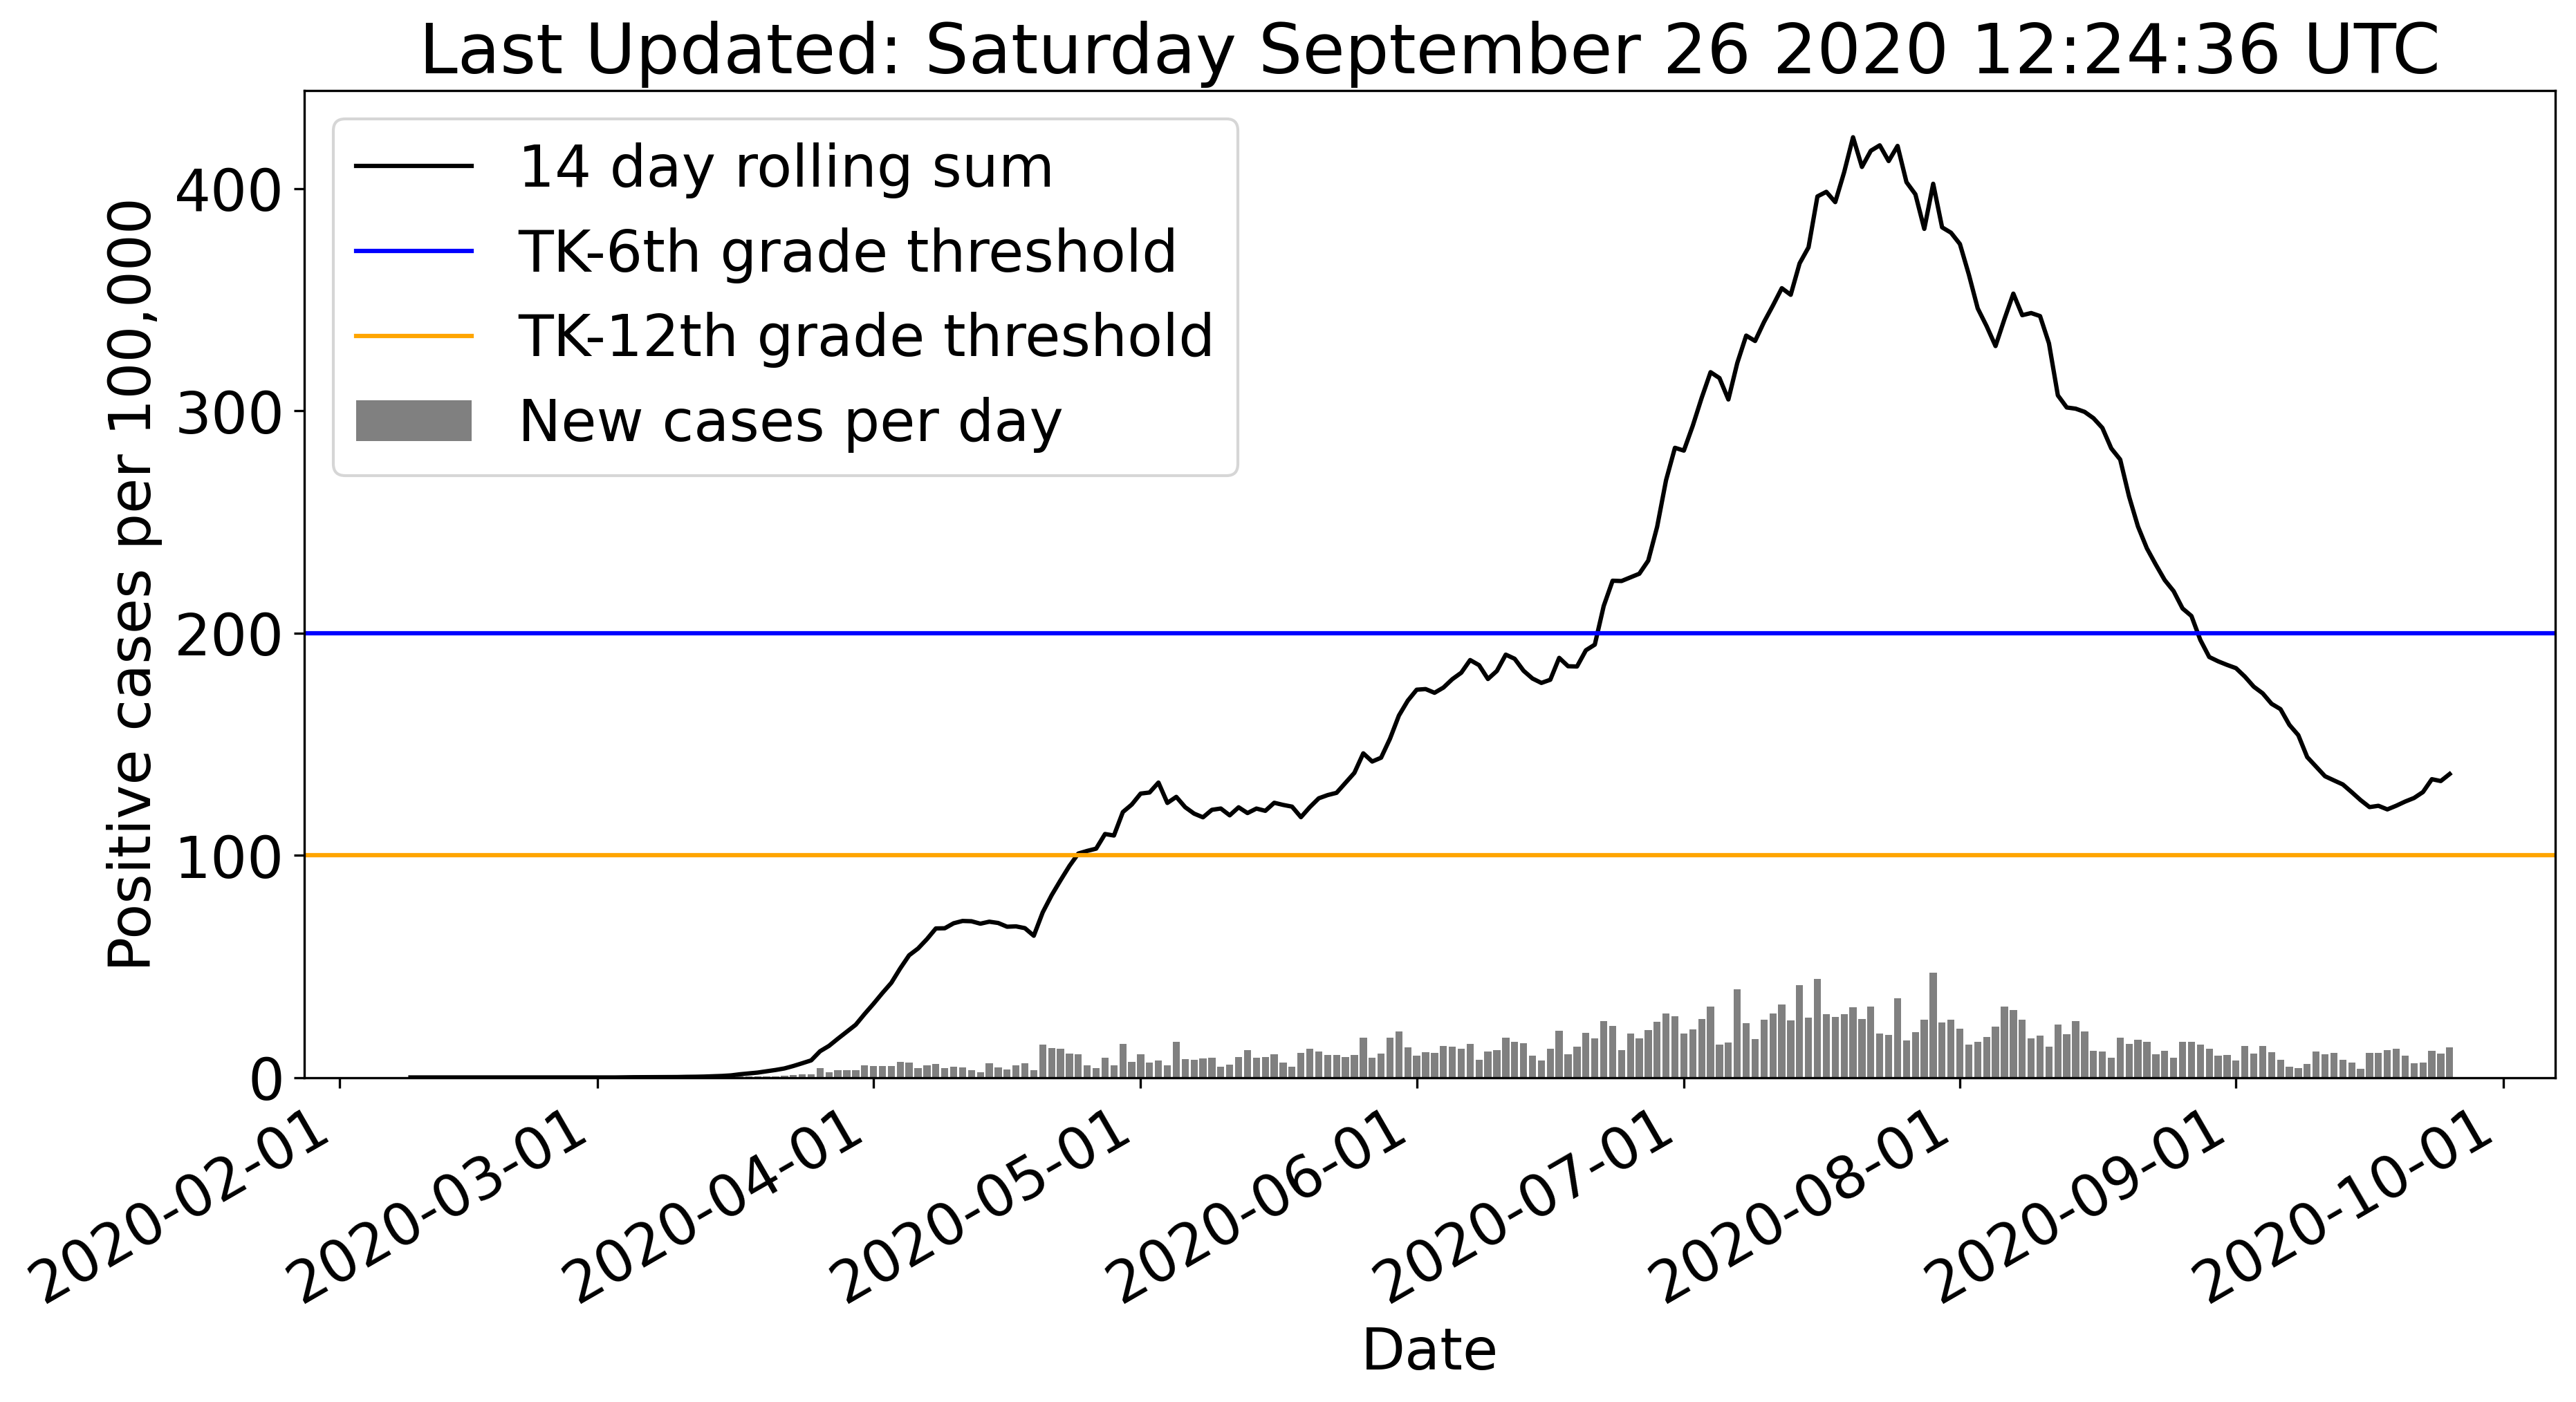 Last Updated: Saturday September 26 2020 12:24:36 UTC
14 day rolling sum
TK-6th grade threshold
TK-12th grade threshold
New cases per day
Positive cases per 100,000
400
300
200
100
0
2020-02-01
2020-03-01
2020-04-01
2020-05-01
2020-06-01
2020-07-01
2020-08-01
2020-09-01
2020-10-01
Date